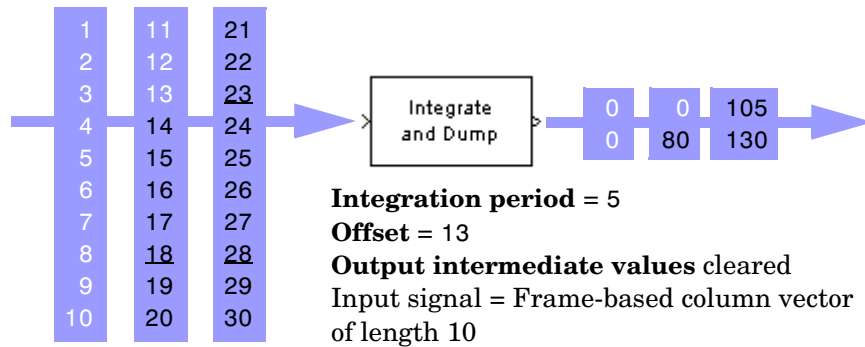 1 11 21
2 12 22
3 13 23
4 14 24
5 15 25
6 16 26
7 17 27
8 18 28
9 19 29
10 20 30
Integrate
and Dump
0 0 105
0 80 130
Integration period = 5
Offset = 13
Output intermediate values cleared
Input signal = Frame-based column vector
of length 10